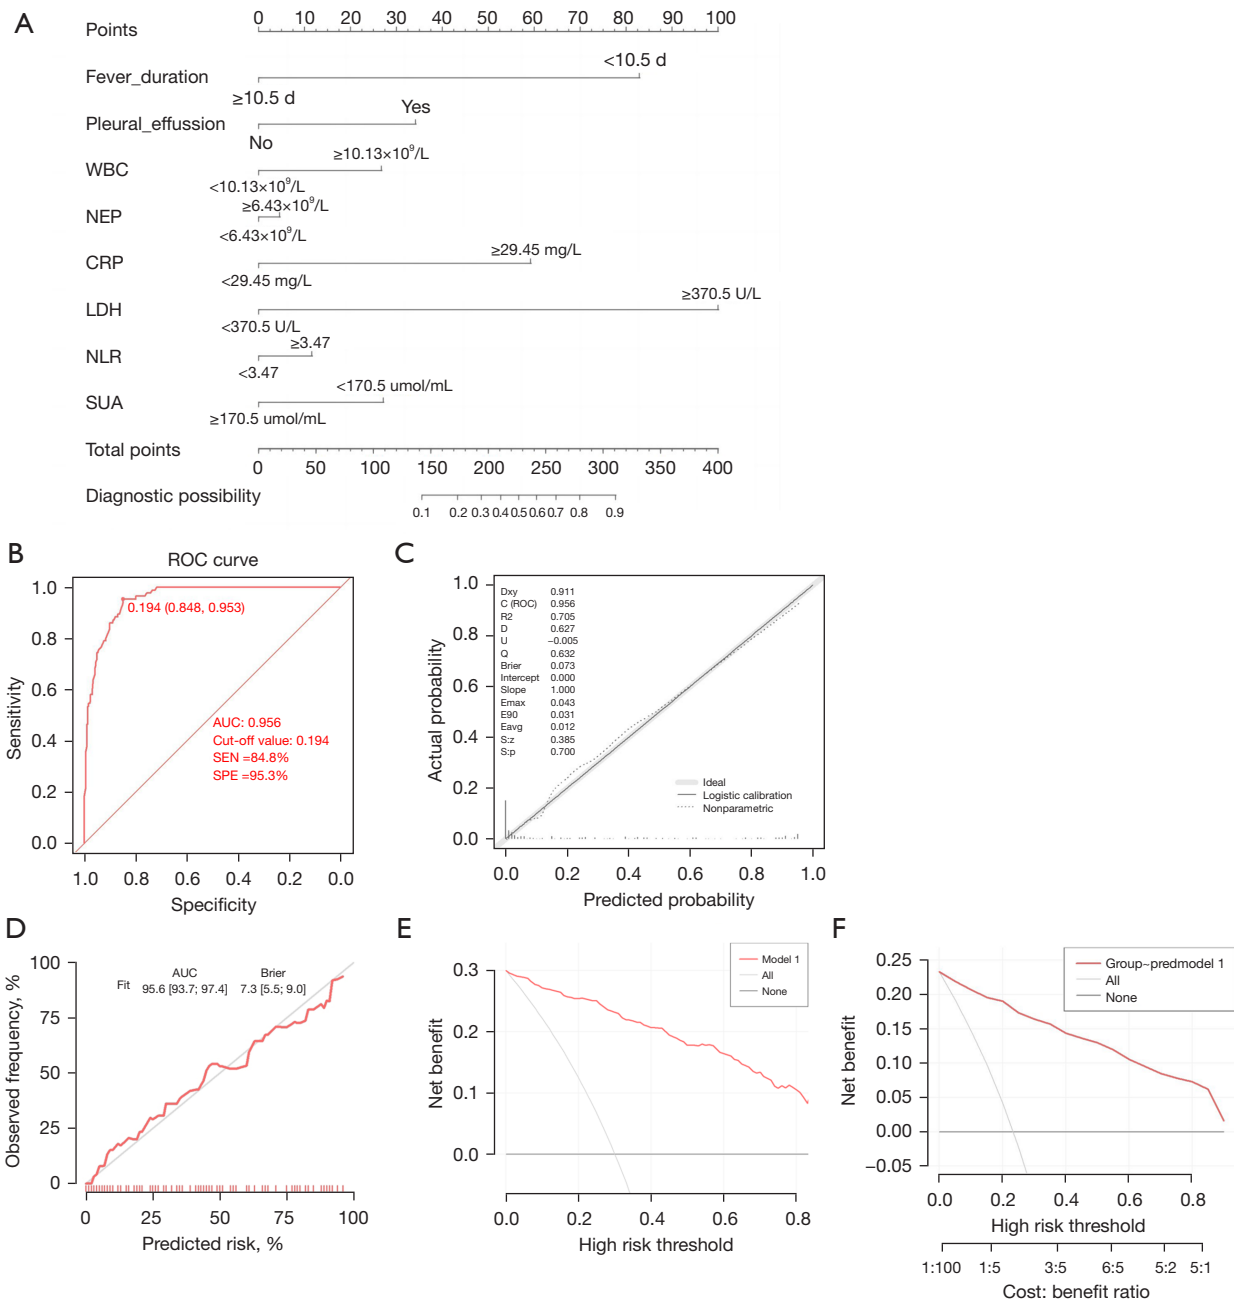 A
Points
0 10 20 30 40 50 60 70 80 90 100
Fever_duration
<10.5 d
≥10.5 d
Pleural_effussion
Yes
No
WBC
≥10.13×10⁹/L
<10.13×10⁹/L
NEP
≥6.43×10⁹/L
<6.43×10⁹/L
CRP
≥29.45 mg/L
<29.45 mg/L
LDH
≥370.5 U/L
<370.5 U/L
NLR
≥3.47
<3.47
SUA
<170.5 umol/mL
≥170.5 umol/mL
Total points
0 50 100 150 200 250 300 350 400
Diagnostic possibility
0.1 0.2 0.3 0.4 0.5 0.6 0.7 0.8 0.9
B
ROC curve
1.0
0.8
0.6
0.4
0.2
0.0
Sensitivity
0.194 (0.848, 0.953)
AUC: 0.956
Cut-off value: 0.194
SEN =84.8%
SPE =95.3%
1.0 0.8 0.6 0.4 0.2 0.0
Specificity
C
1.0
0.8
0.6
0.4
0.2
0.0
Actual probability
Dxy 0.911
C (ROC) 0.956
R2 0.705
D 0.627
U −0.005
Q 0.632
Brier 0.073
Intercept 0.000
Slope 1.000
Emax 0.043
E90 0.031
Eavg 0.012
S:z 0.385
S:p 0.700
Ideal
Logistic calibration
Nonparametric
0.0 0.2 0.4 0.6 0.8 1.0
Predicted probability
D
100
75
50
25
0
Observed frequency, %
AUC Brier
Fit 95.6 [93.7; 97.4] 7.3 [5.5; 9.0]
0 25 50 75 100
Predicted risk, %
E
0.3
0.2
0.1
0.0
Net benefit
Model 1
All
None
0.0 0.2 0.4 0.6 0.8
High risk threshold
F
0.25
0.20
0.15
0.10
0.05
0.00
−0.05
Net benefit
Group~predmodel 1
All
None
0.0 0.2 0.4 0.6 0.8
High risk threshold
1:100 1:5 3:5 6:5 5:2 5:1
Cost: benefit ratio